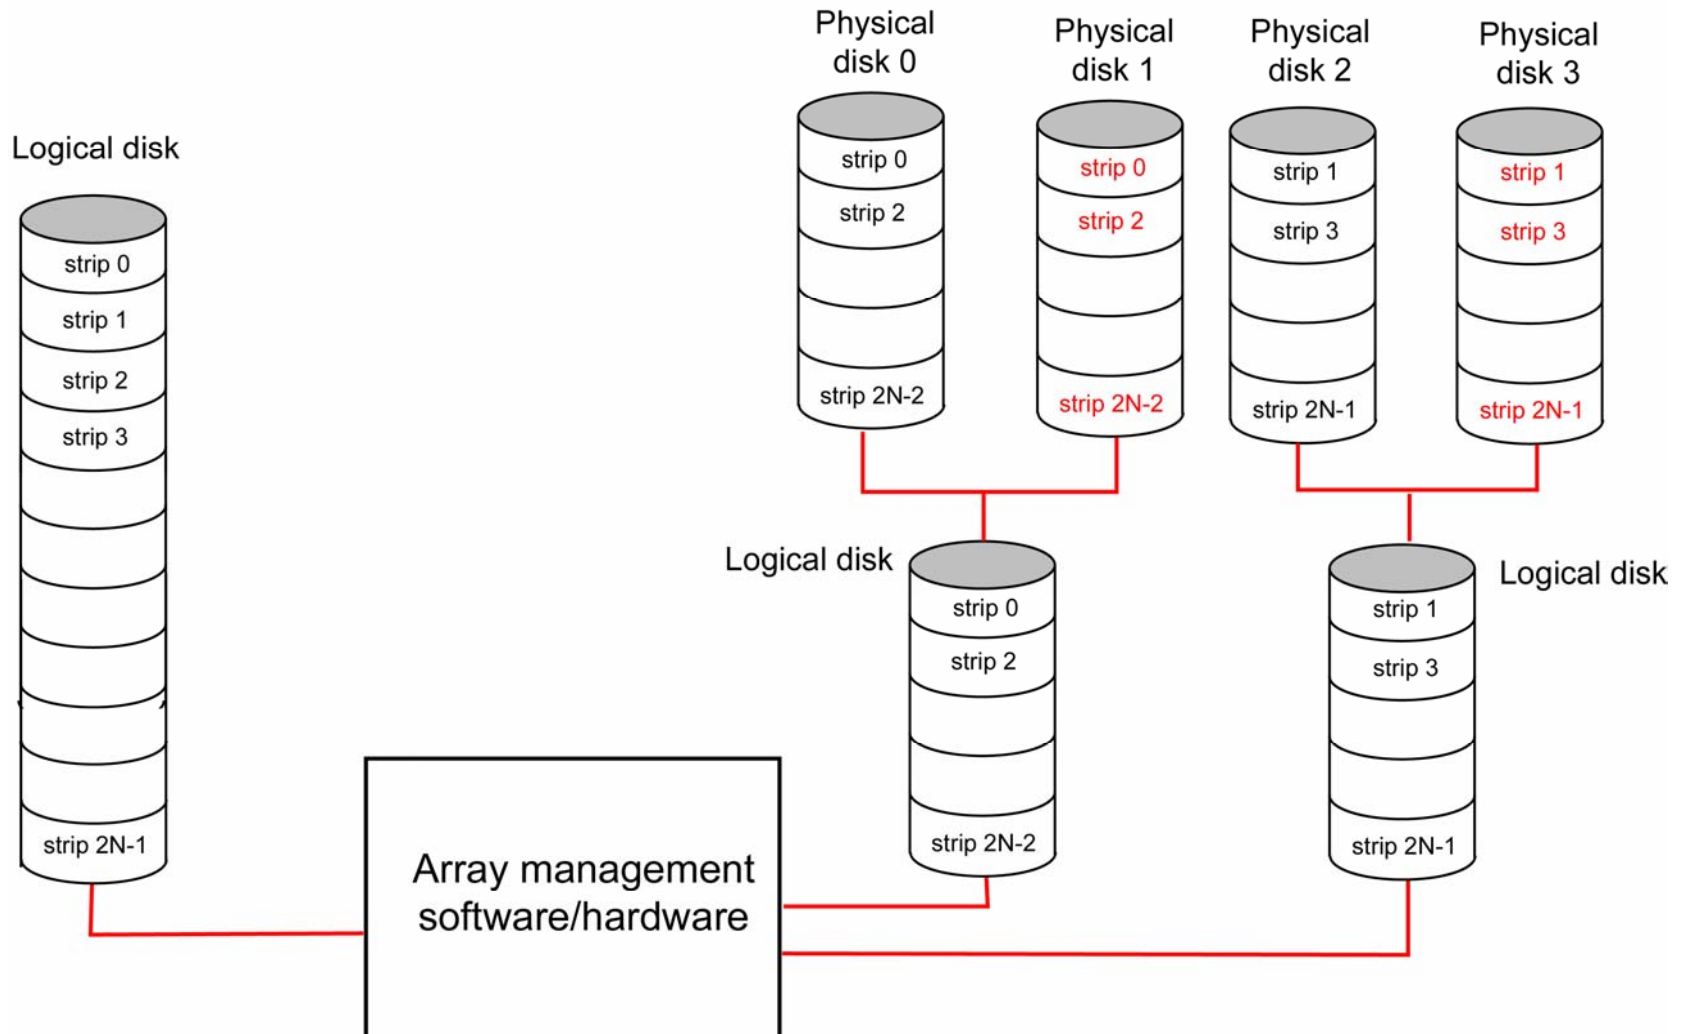 Physical
disk 0
Physical
disk 1
Physical
disk 2
Physical
disk 3
Logical disk
strip 0
strip 1
strip 2
strip 3
strip 2N-1
strip 0
strip 2
strip 2N-2
strip 0
strip 2
strip 2N-2
strip 1
strip 3
strip 2N-1
strip 1
strip 3
strip 2N-1
Logical disk
strip 0
strip 2
strip 2N-2
Logical disk
strip 1
strip 3
strip 2N-1
Array management
software/hardware